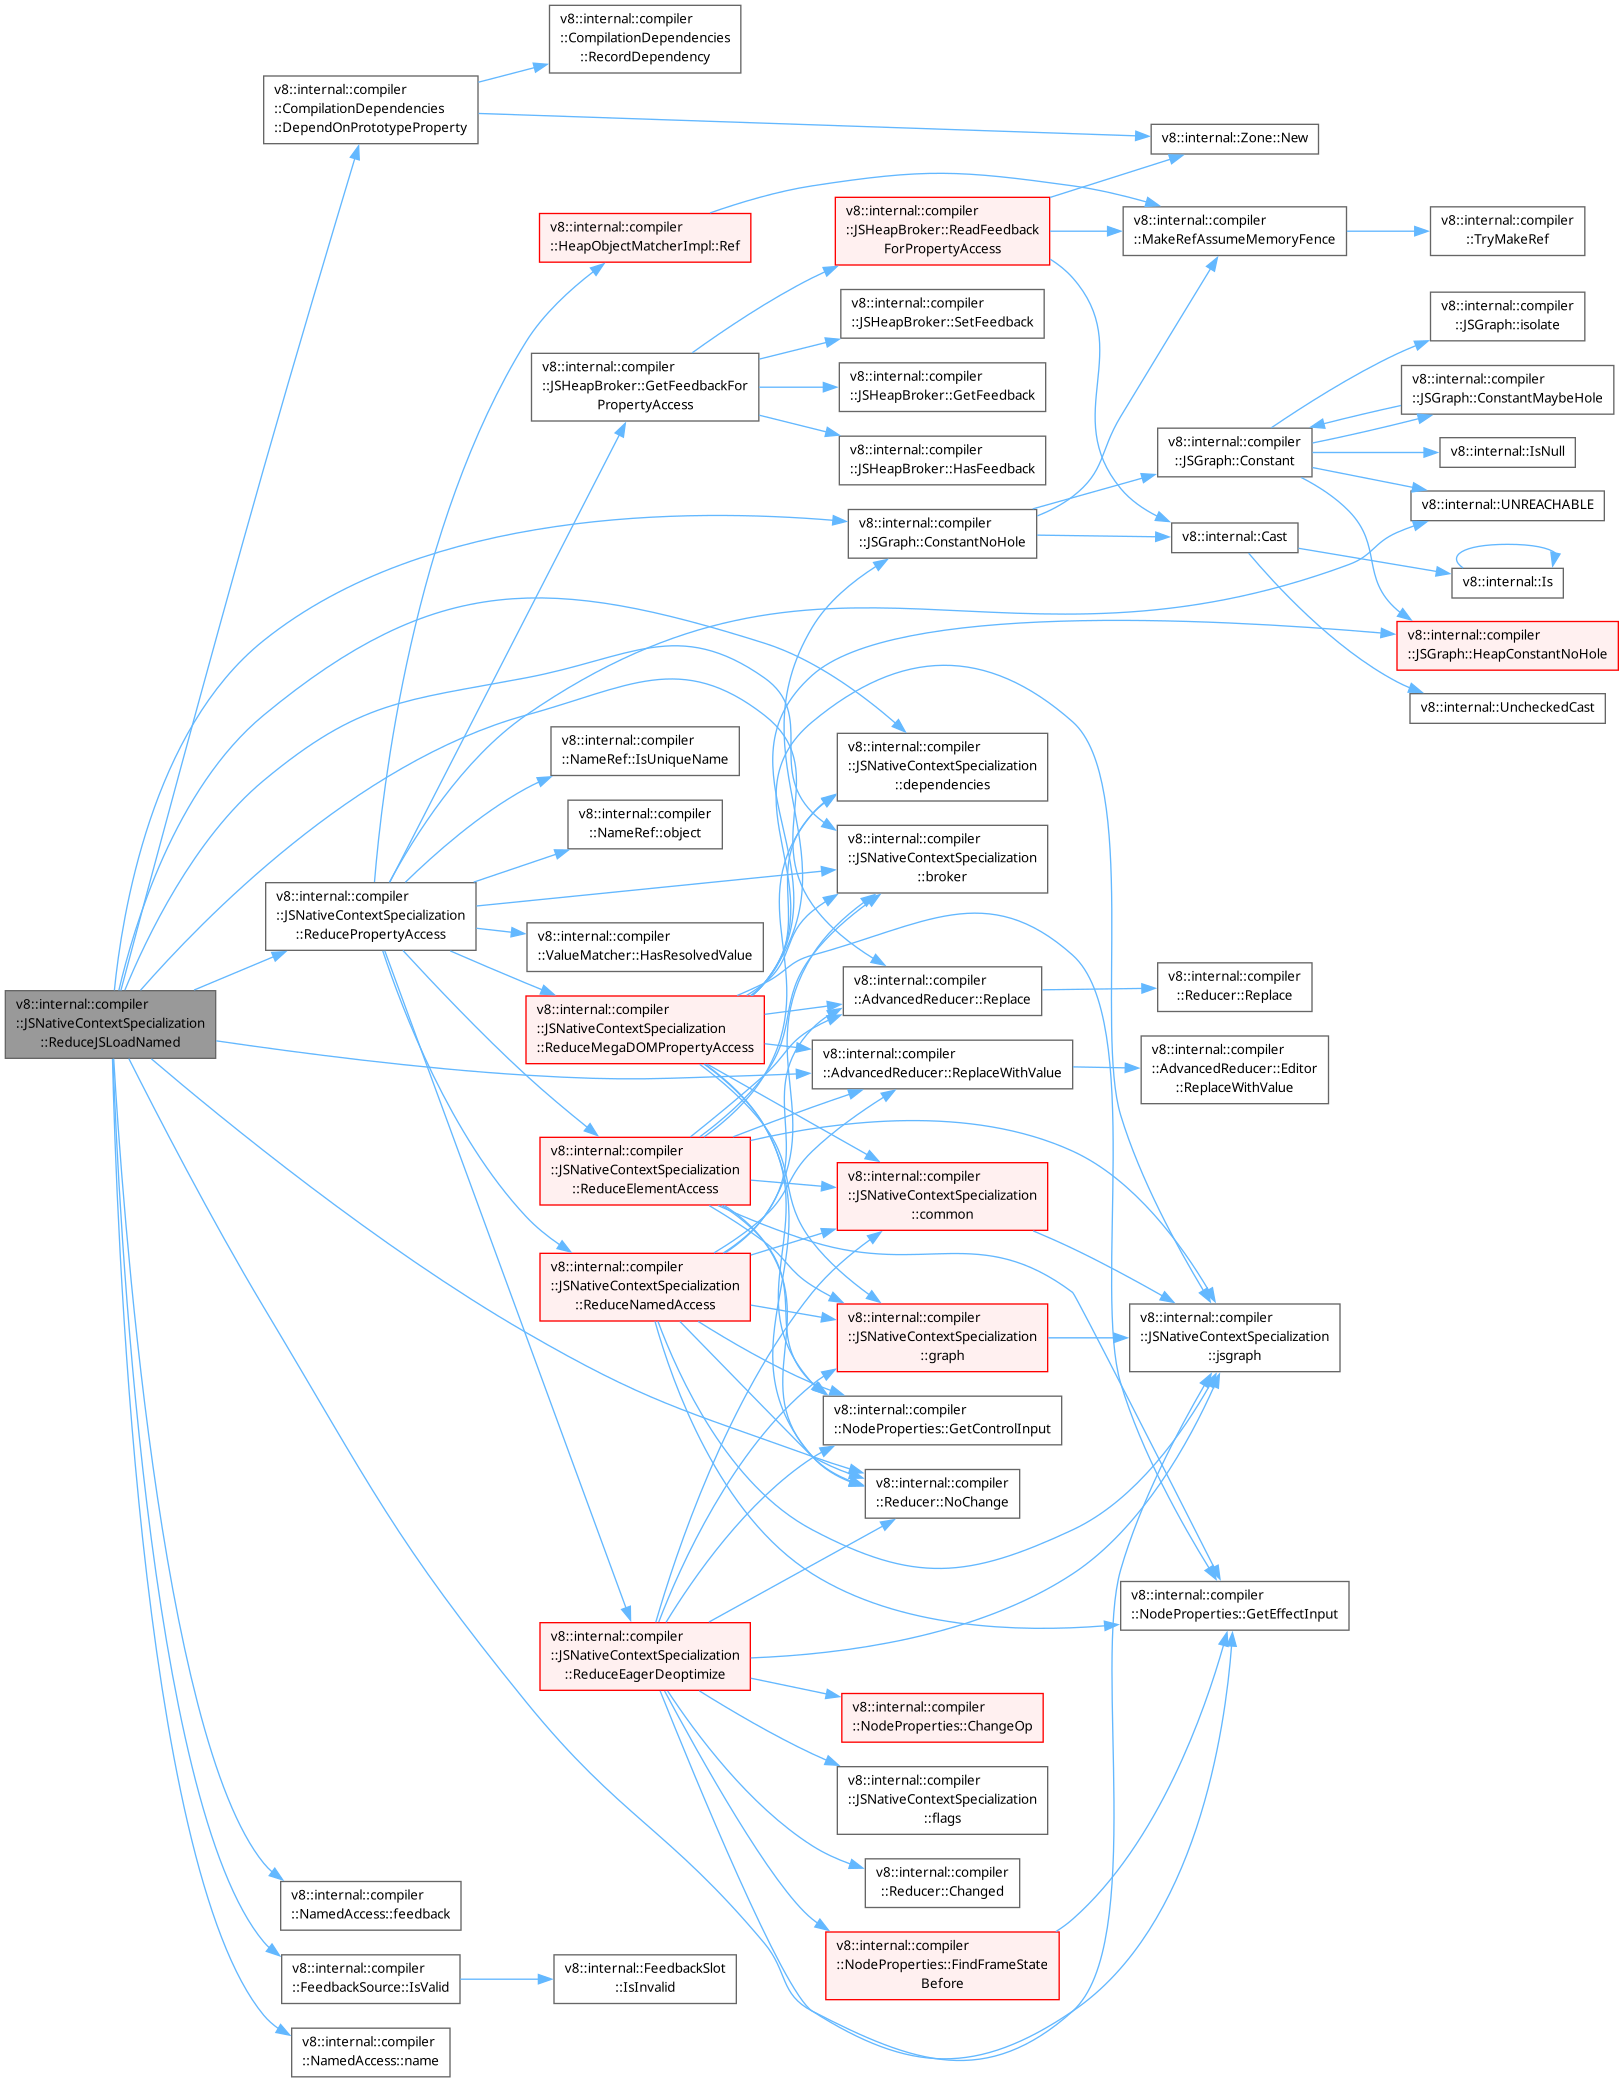 v8::internal::compiler
::JSNativeContextSpecialization
::ReduceJSLoadNamed
v8::internal::compiler
::CompilationDependencies
::DependOnPrototypeProperty
v8::internal::compiler
::CompilationDependencies
::RecordDependency
v8::internal::Zone::New
v8::internal::compiler
::HeapObjectMatcherImpl::Ref
v8::internal::compiler
::JSHeapBroker::ReadFeedback
ForPropertyAccess
v8::internal::compiler
::MakeRefAssumeMemoryFence
v8::internal::compiler
::TryMakeRef
v8::internal::compiler
::JSHeapBroker::SetFeedback
v8::internal::compiler
::JSGraph::isolate
v8::internal::compiler
::JSHeapBroker::GetFeedbackFor
PropertyAccess
v8::internal::compiler
::JSHeapBroker::GetFeedback
v8::internal::compiler
::JSGraph::ConstantMaybeHole
v8::internal::compiler
::JSHeapBroker::HasFeedback
v8::internal::compiler
::JSGraph::Constant
v8::internal::IsNull
v8::internal::UNREACHABLE
v8::internal::compiler
::JSGraph::ConstantNoHole
v8::internal::Cast
v8::internal::Is
v8::internal::compiler
::JSGraph::HeapConstantNoHole
v8::internal::UncheckedCast
v8::internal::compiler
::NameRef::IsUniqueName
v8::internal::compiler
::JSNativeContextSpecialization
::dependencies
v8::internal::compiler
::NameRef::object
v8::internal::compiler
::JSNativeContextSpecialization
::broker
v8::internal::compiler
::JSNativeContextSpecialization
::ReducePropertyAccess
v8::internal::compiler
::ValueMatcher::HasResolvedValue
v8::internal::compiler
::AdvancedReducer::Replace
v8::internal::compiler
::Reducer::Replace
v8::internal::compiler
::JSNativeContextSpecialization
::ReduceMegaDOMPropertyAccess
v8::internal::compiler
::AdvancedReducer::ReplaceWithValue
v8::internal::compiler
::AdvancedReducer::Editor
::ReplaceWithValue
v8::internal::compiler
::JSNativeContextSpecialization
::ReduceElementAccess
v8::internal::compiler
::JSNativeContextSpecialization
::common
v8::internal::compiler
::JSNativeContextSpecialization
::ReduceNamedAccess
v8::internal::compiler
::JSNativeContextSpecialization
::graph
v8::internal::compiler
::JSNativeContextSpecialization
::jsgraph
v8::internal::compiler
::NodeProperties::GetControlInput
v8::internal::compiler
::Reducer::NoChange
v8::internal::compiler
::NodeProperties::GetEffectInput
v8::internal::compiler
::JSNativeContextSpecialization
::ReduceEagerDeoptimize
v8::internal::compiler
::NodeProperties::ChangeOp
v8::internal::compiler
::JSNativeContextSpecialization
::flags
v8::internal::compiler
::Reducer::Changed
v8::internal::compiler
::NodeProperties::FindFrameState
Before
v8::internal::compiler
::NamedAccess::feedback
v8::internal::compiler
::FeedbackSource::IsValid
v8::internal::FeedbackSlot
::IsInvalid
v8::internal::compiler
::NamedAccess::name